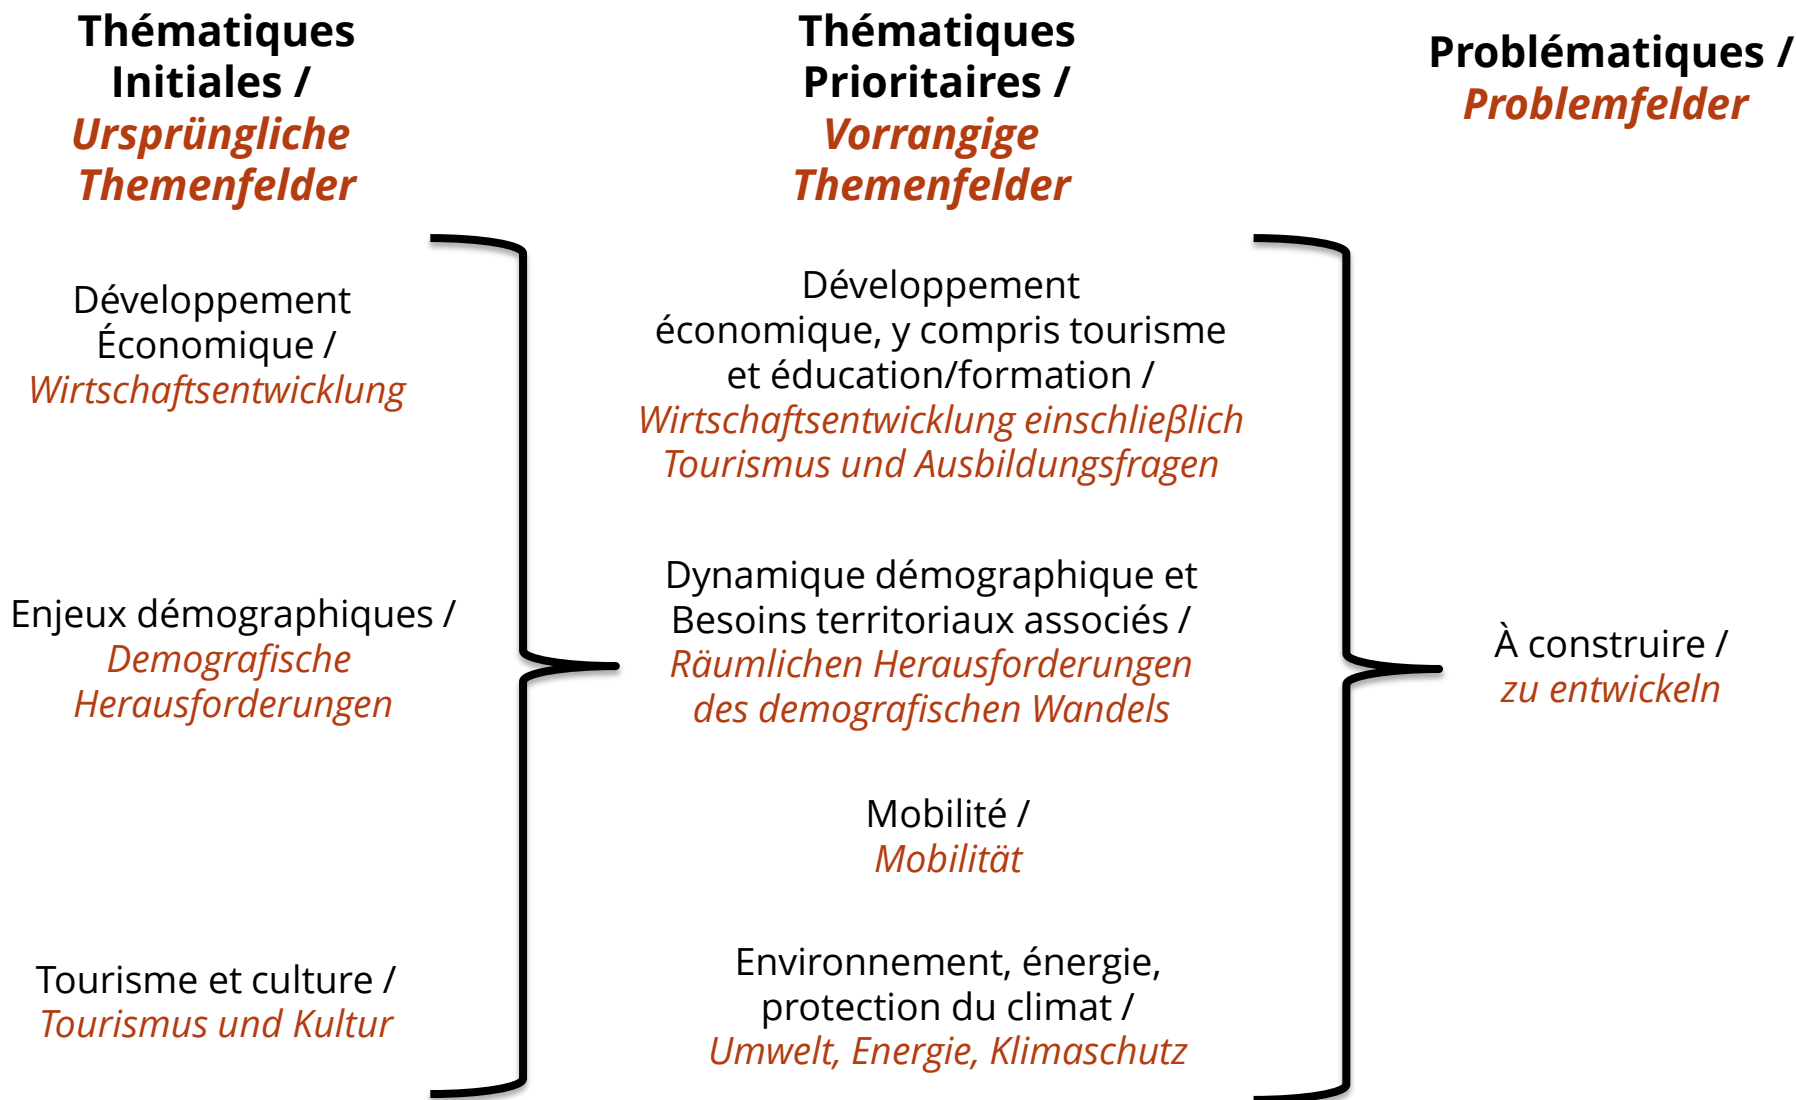 Thématiques
Initiales /
Ursprüngliche
Themenfelder
Développement
Économique /
Wirtschaftsentwicklung
Enjeux démographiques /
Demografische
Herausforderungen
Tourisme et culture /
Tourismus und Kultur
Thématiques
Prioritaires /
Vorrangige
Themenfelder
Développement
économique, y compris tourisme
et éducation/formation /
Wirtschaftsentwicklung einschließlich
Tourismus und Ausbildungsfragen
Dynamique démographique et
Besoins territoriaux associés /
Räumlichen Herausforderungen
des demografischen Wandels
Mobilité /
Mobilität
Environnement, énergie,
protection du climat /
Umwelt, Energie, Klimaschutz
Problématiques /
Problemfelder
À construire /
zu entwickeln